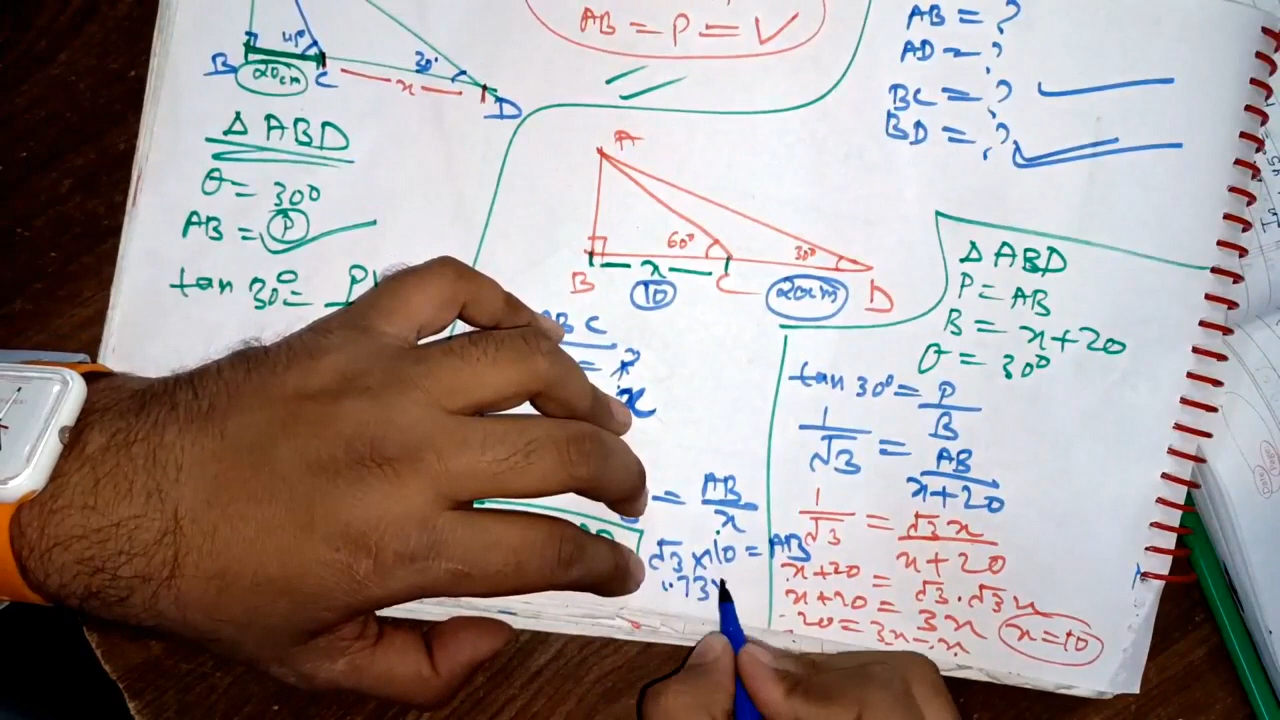 AB = P = V
AB = ?
AD = ?
BC = ?
BD = ?
45° 30°
B 20cm C x D
Δ ABD
θ = 30°
AB = P
tan 30° =
A
60° 30°
B x C D
10 20cm
BC
= P
x
= AB/x
√3 × 10 = AB
.73
Δ ABD
P = AB
B = x+20
θ = 30°
tan 30° = P/B
1/√3 = AB/x+20
1/√3 = √3x/x+20
x+20 = √3.√3x
x+20 = 3x
20 = 3x-x
x=10